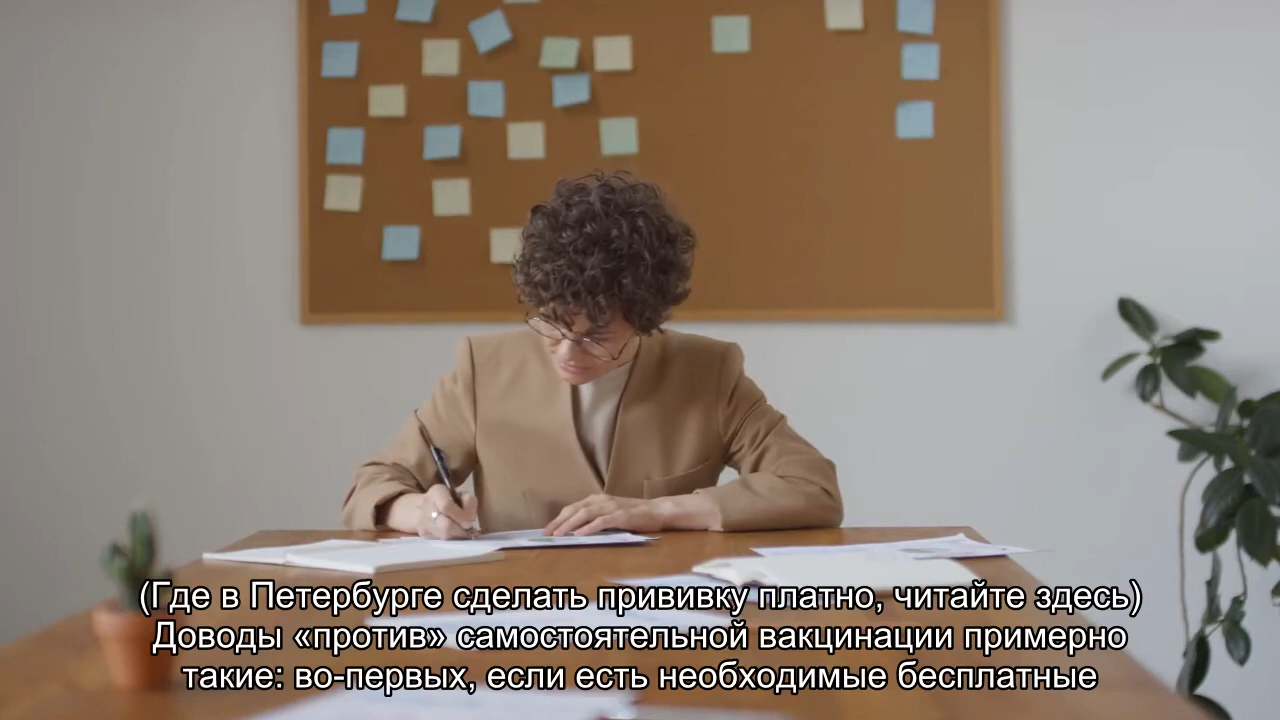 (Где в Петербурге сделать прививку платно, читайте здесь)
Доводы «против» самостоятельной вакцинации примерно
такие: во-первых, если есть необходимые бесплатные